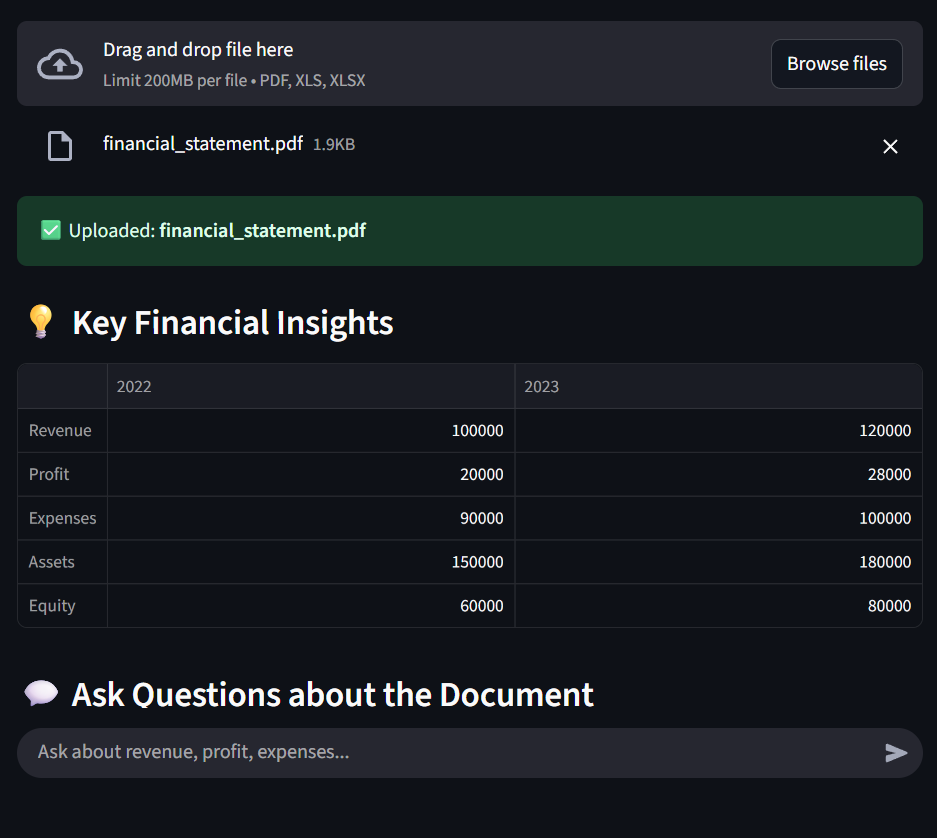 Drag and drop file here
Limit 200MB per file • PDF, XLS, XLSX
Browse files
financial_statement.pdf 1.9KB
Uploaded: financial_statement.pdf
Key Financial Insights
2022 2023
Revenue 100000 120000
Profit 20000 28000
Expenses 90000 100000
Assets 150000 180000
Equity 60000 80000
Ask Questions about the Document
Ask about revenue, profit, expenses...